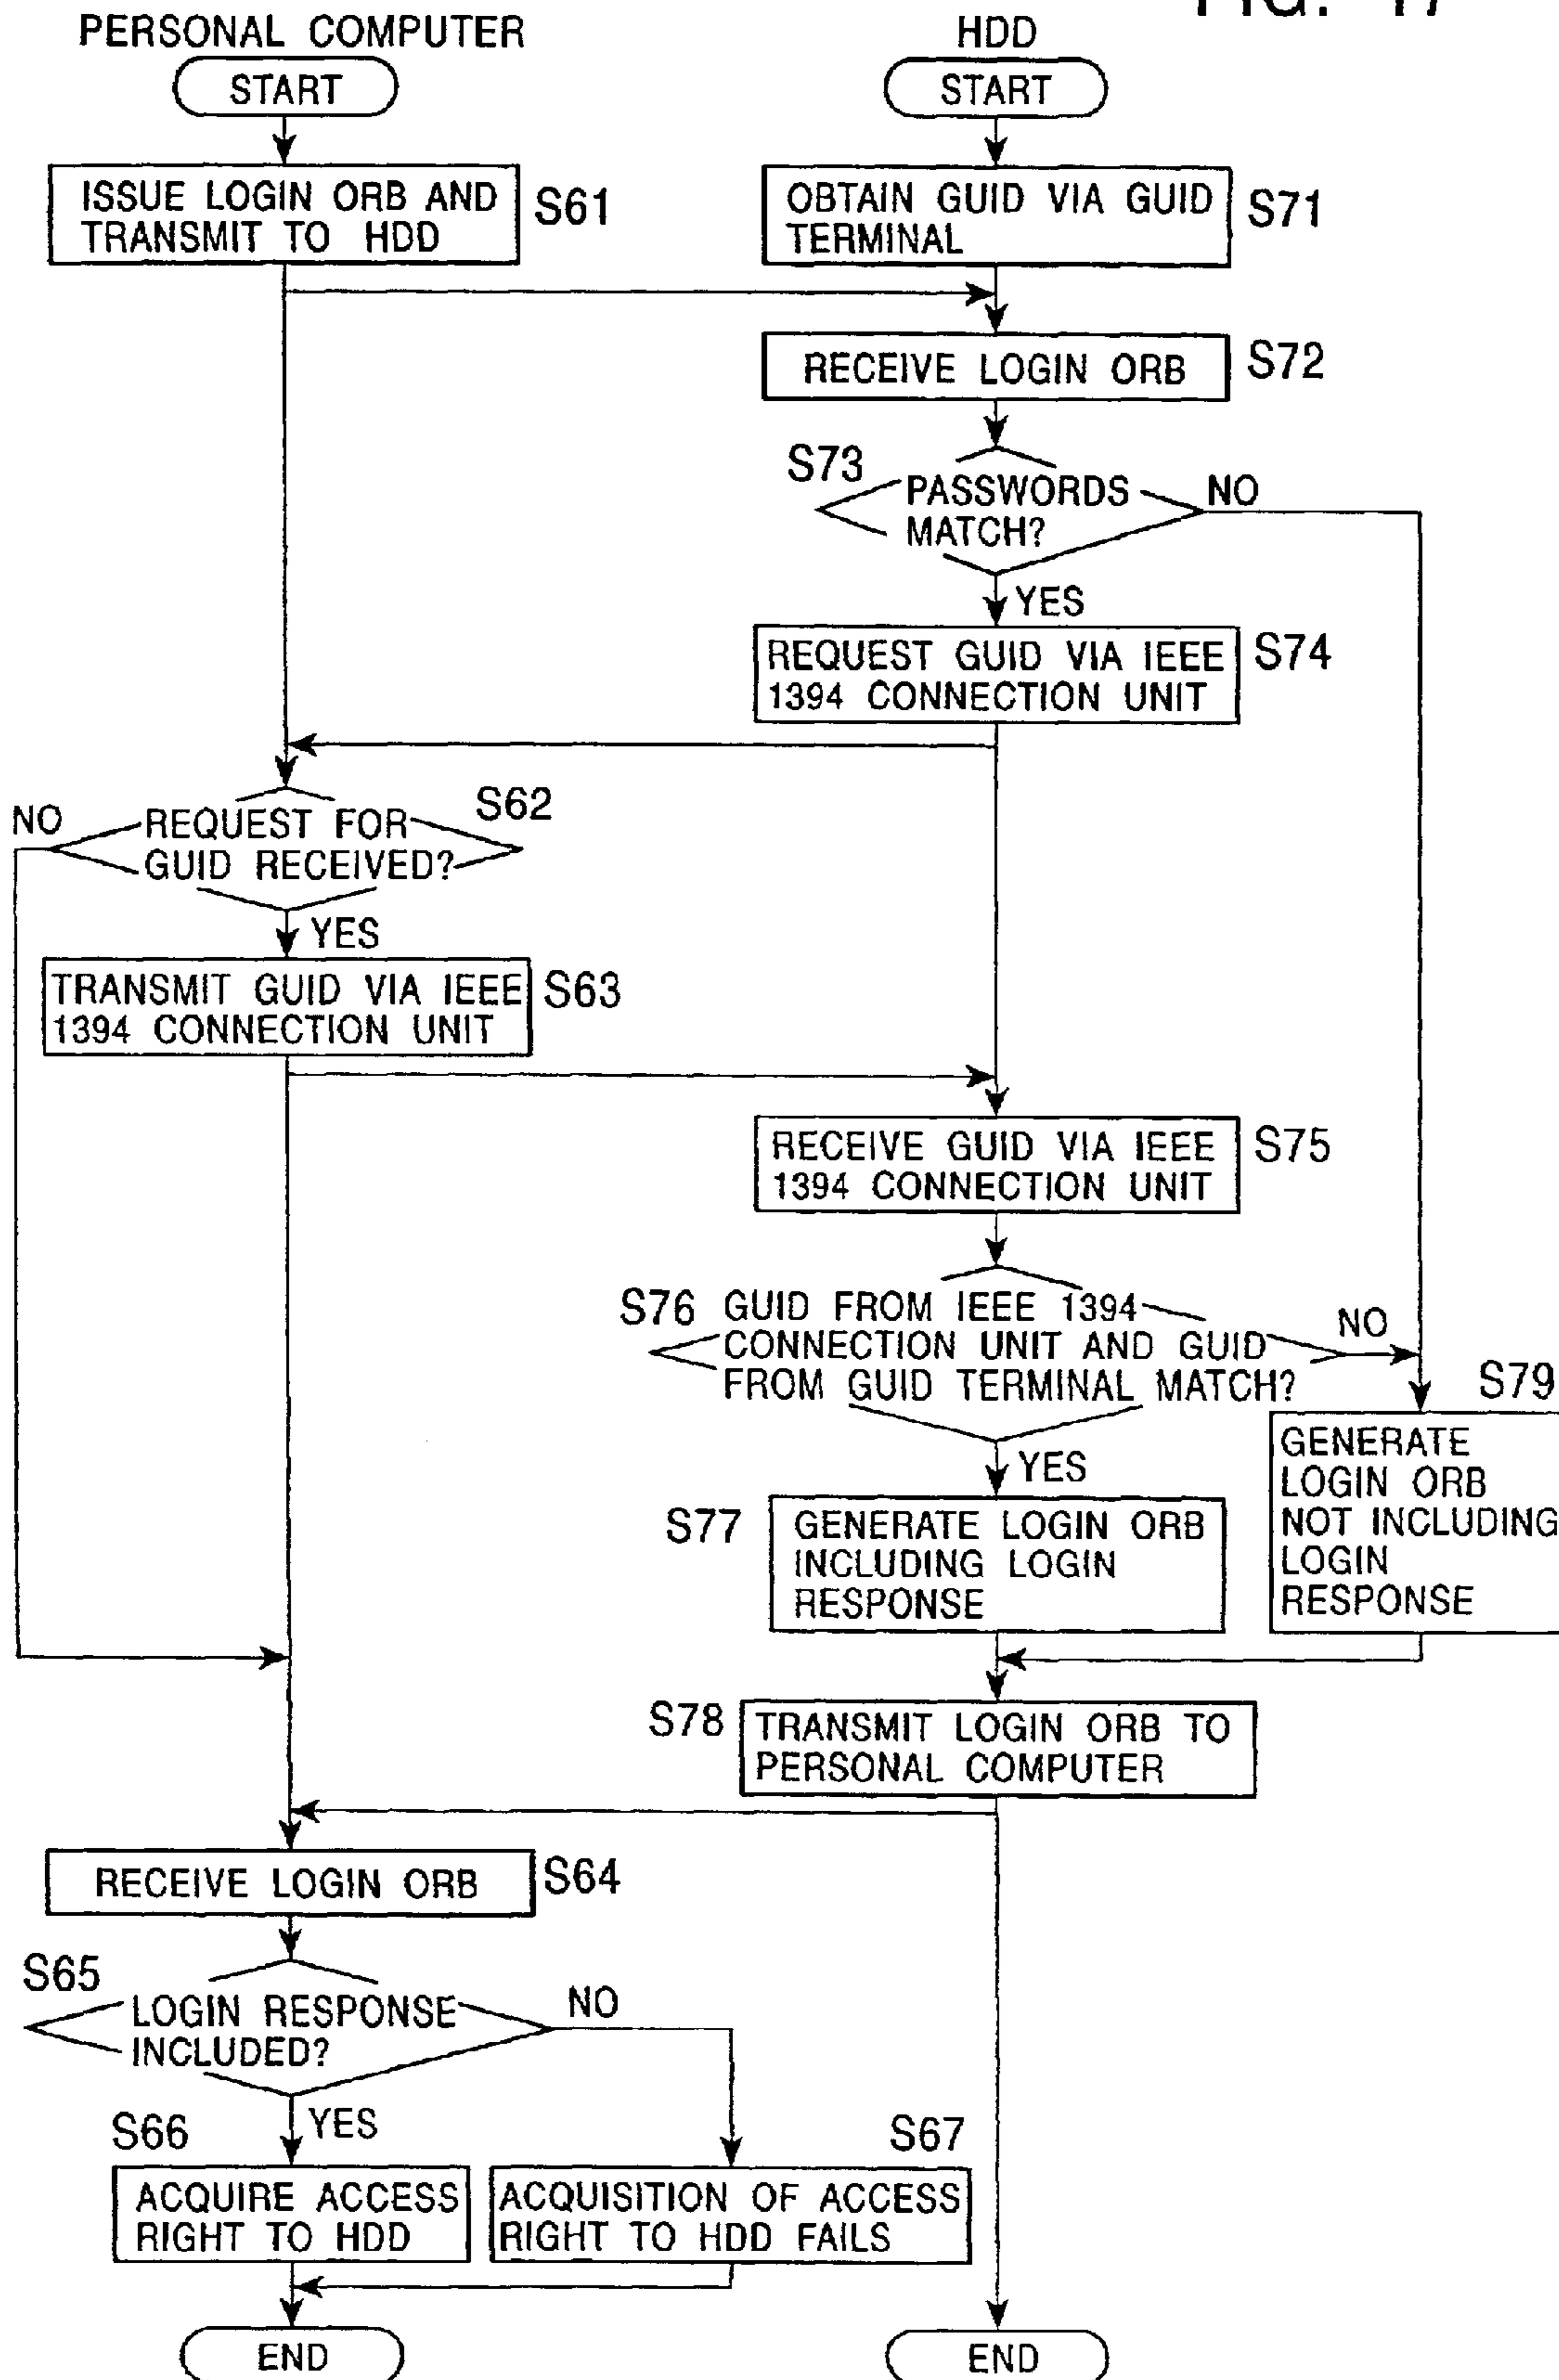 FIG. 17
PERSONAL COMPUTER
HDD
START
START
ISSUE LOGIN ORB AND
TRANSMIT TO HDD
S61
OBTAIN GUID VIA GUID
TERMINAL
S71
RECEIVE LOGIN ORB
S72
S73
PASSWORDS
MATCH?
NO
YES
REQUEST GUID VIA IEEE
1394 CONNECTION UNIT
S74
S62
NO
REQUEST FOR
GUID RECEIVED?
YES
TRANSMIT GUID VIA IEEE
1394 CONNECTION UNIT
S63
RECEIVE GUID VIA IEEE
1394 CONNECTION UNIT
S75
S76
GUID FROM IEEE 1394
CONNECTION UNIT AND GUID
FROM GUID TERMINAL MATCH?
NO
YES
S79
GENERATE
LOGIN ORB
NOT INCLUDING
LOGIN
RESPONSE
S77
GENERATE LOGIN ORB
INCLUDING LOGIN
RESPONSE
S78
TRANSMIT LOGIN ORB TO
PERSONAL COMPUTER
RECEIVE LOGIN ORB
S64
S65
LOGIN RESPONSE
INCLUDED?
NO
YES
S66
ACQUIRE ACCESS
RIGHT TO HDD
S67
ACQUISITION OF ACCESS
RIGHT TO HDD FAILS
END
END